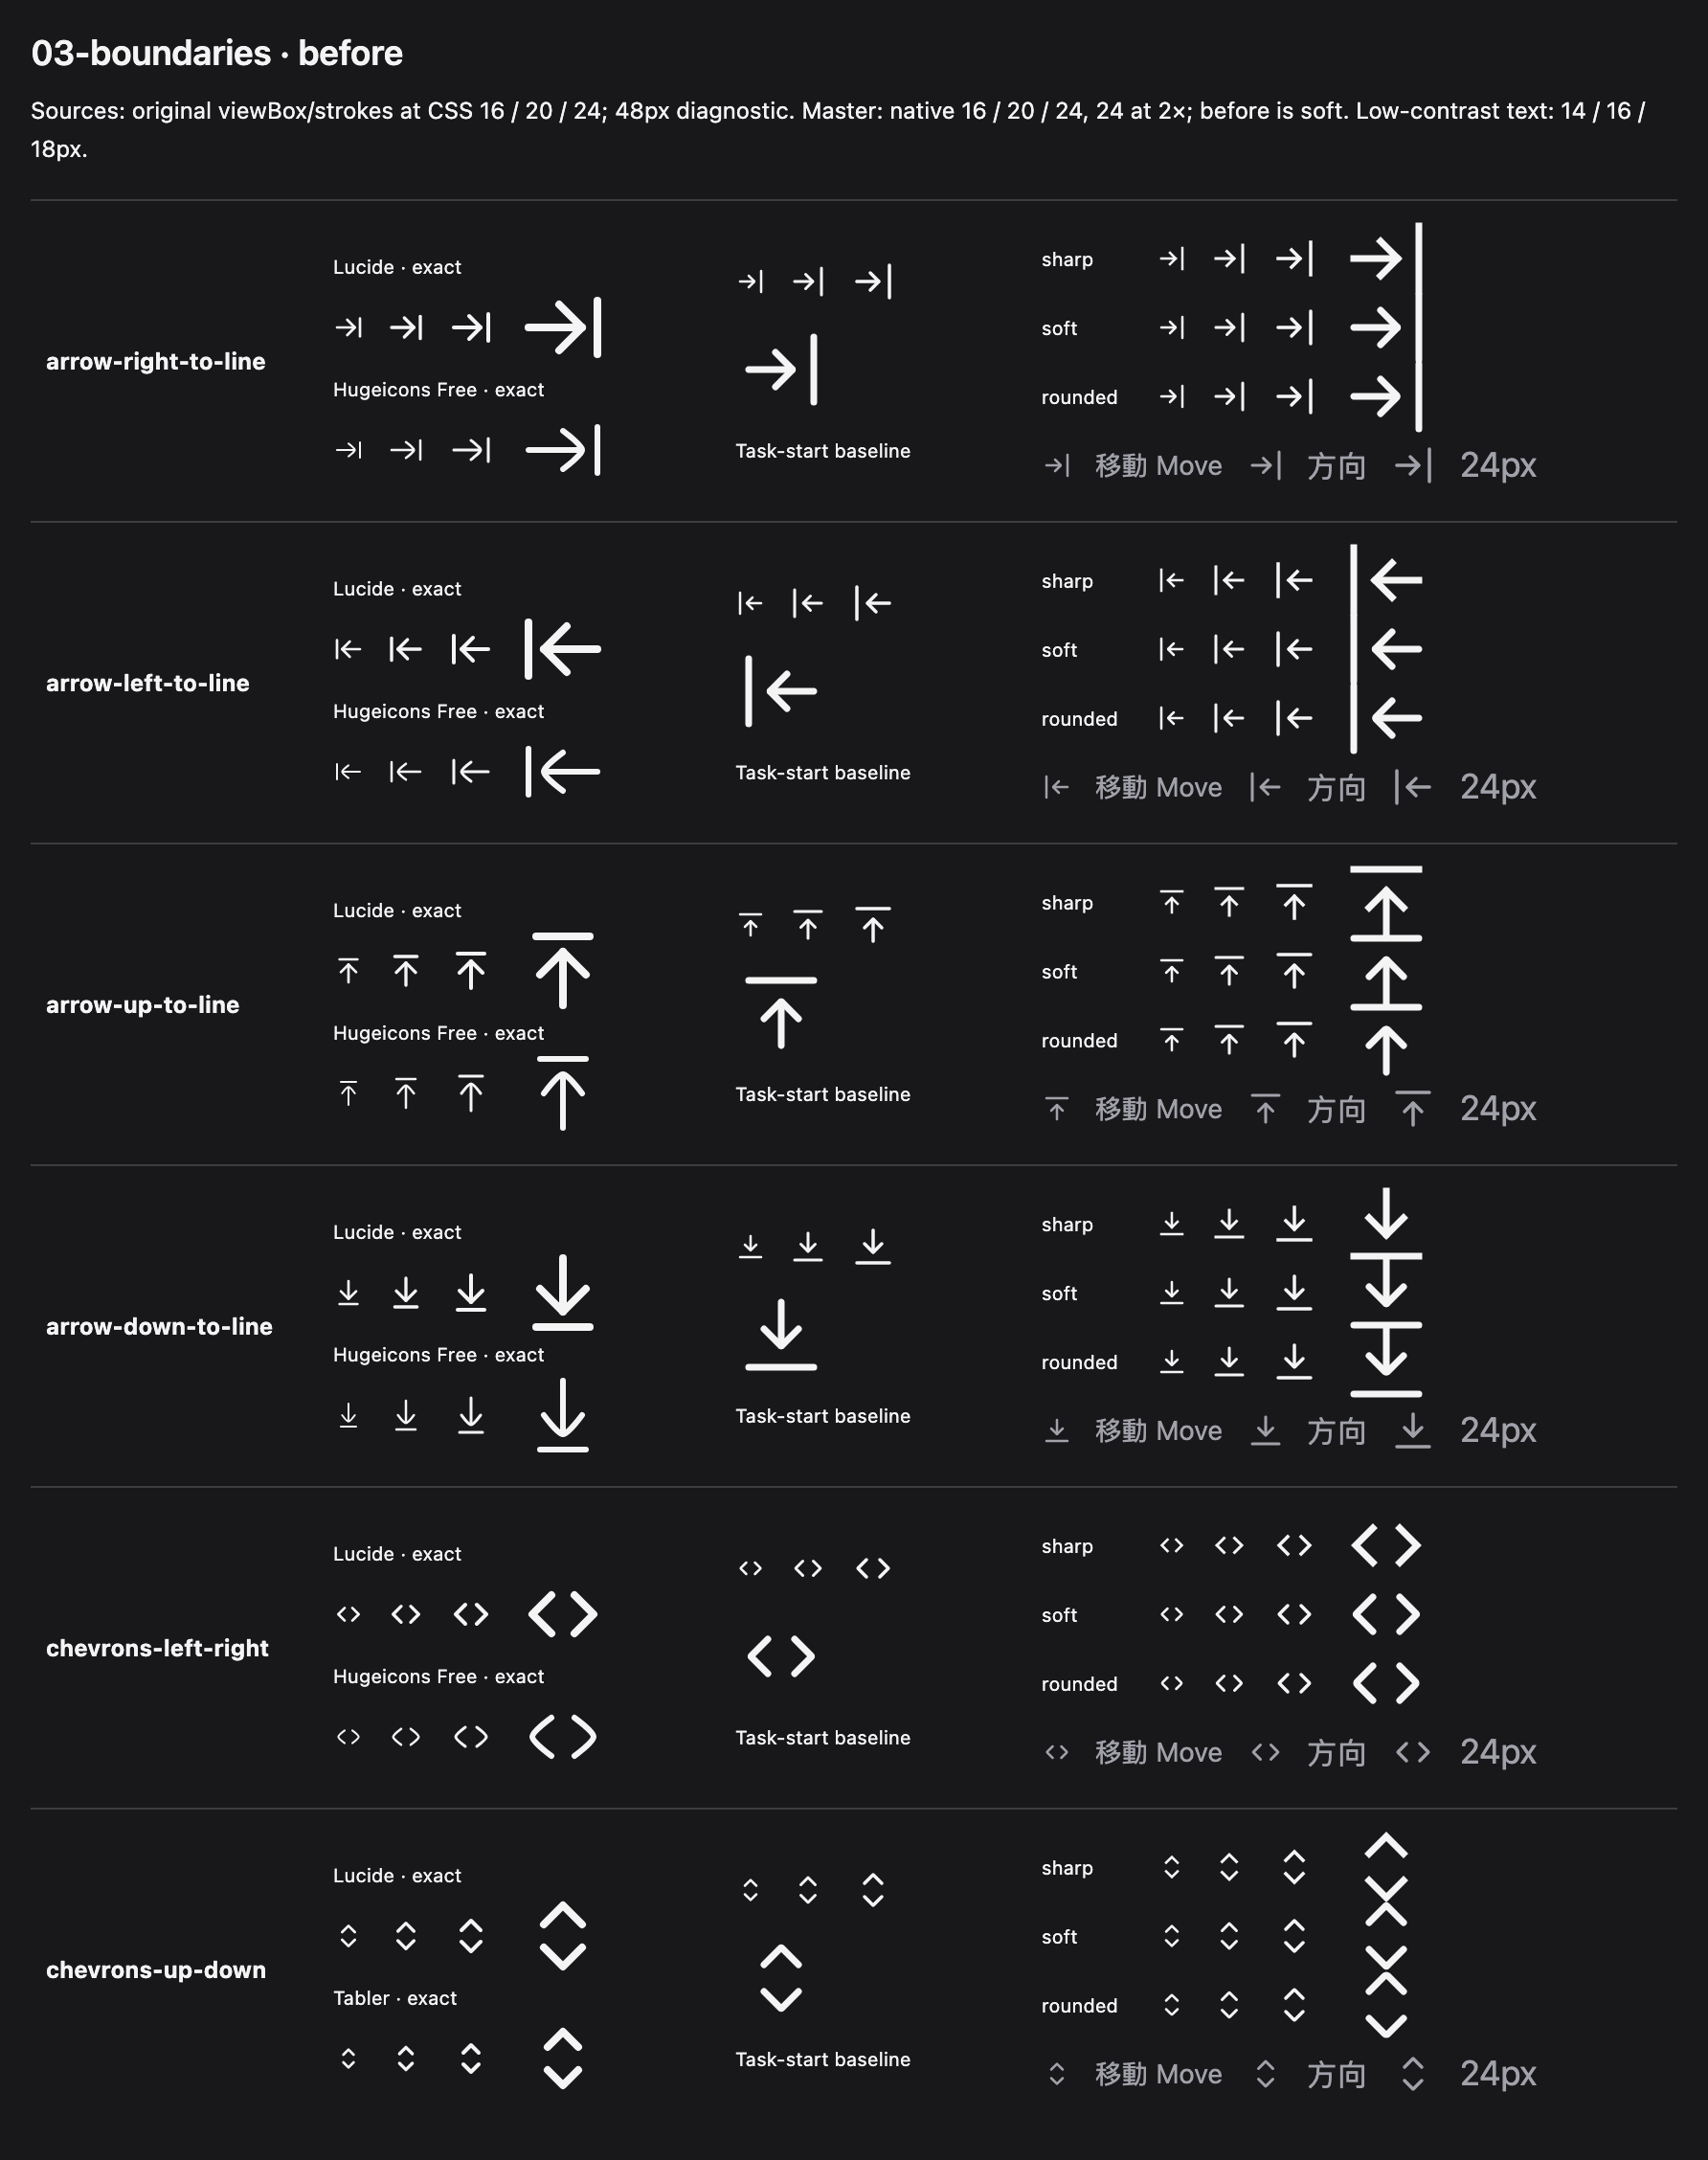 03-boundaries · before
Sources: original viewBox/strokes at CSS 16 / 20 / 24; 48px diagnostic. Master: native 16 / 20 / 24, 24 at 2×; before is soft. Low-contrast text: 14 / 16 /
18px.
arrow-right-to-line
Lucide · exact
Hugeicons Free · exact
Task-start baseline
sharp
soft
rounded
移動 Move 方向 24px
arrow-left-to-line
Lucide · exact
Hugeicons Free · exact
Task-start baseline
sharp
soft
rounded
移動 Move 方向 24px
arrow-up-to-line
Lucide · exact
Hugeicons Free · exact
Task-start baseline
sharp
soft
rounded
移動 Move 方向 24px
arrow-down-to-line
Lucide · exact
Hugeicons Free · exact
Task-start baseline
sharp
soft
rounded
移動 Move 方向 24px
chevrons-left-right
Lucide · exact
Hugeicons Free · exact
Task-start baseline
sharp
soft
rounded
移動 Move 方向 24px
chevrons-up-down
Lucide · exact
Tabler · exact
Task-start baseline
sharp
soft
rounded
移動 Move 方向 24px